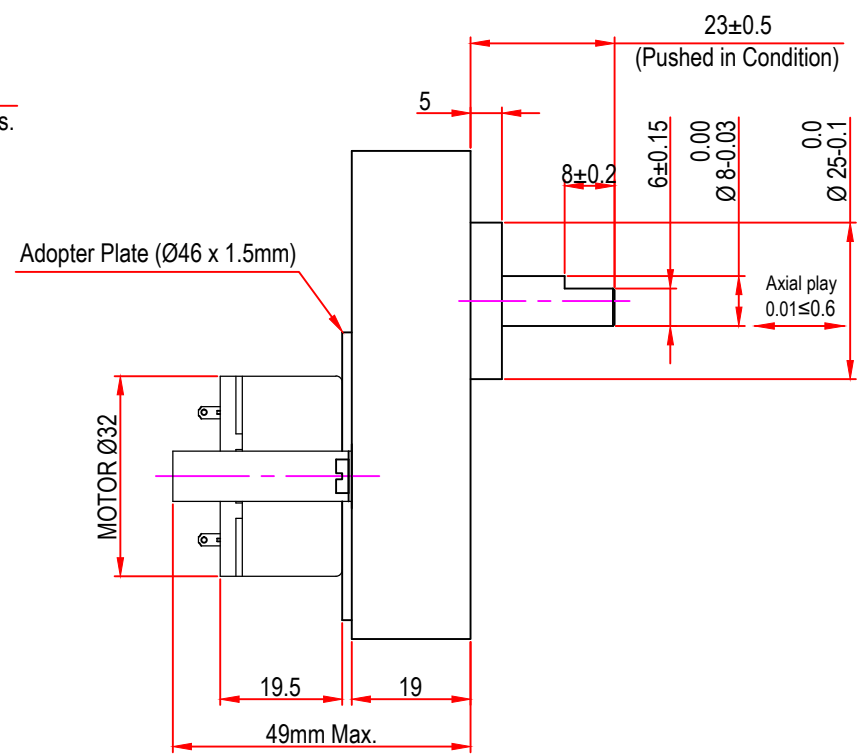 23±0.5
(Pushed in Condition)
s.
5
8±0.2
6±0.15
0.00
Ø 8-0.03
0.0
Ø 25-0.1
Adopter Plate (Ø46 x 1.5mm)
Axial play
0.01≤0.6
MOTOR Ø32
19.5
19
49mm Max.